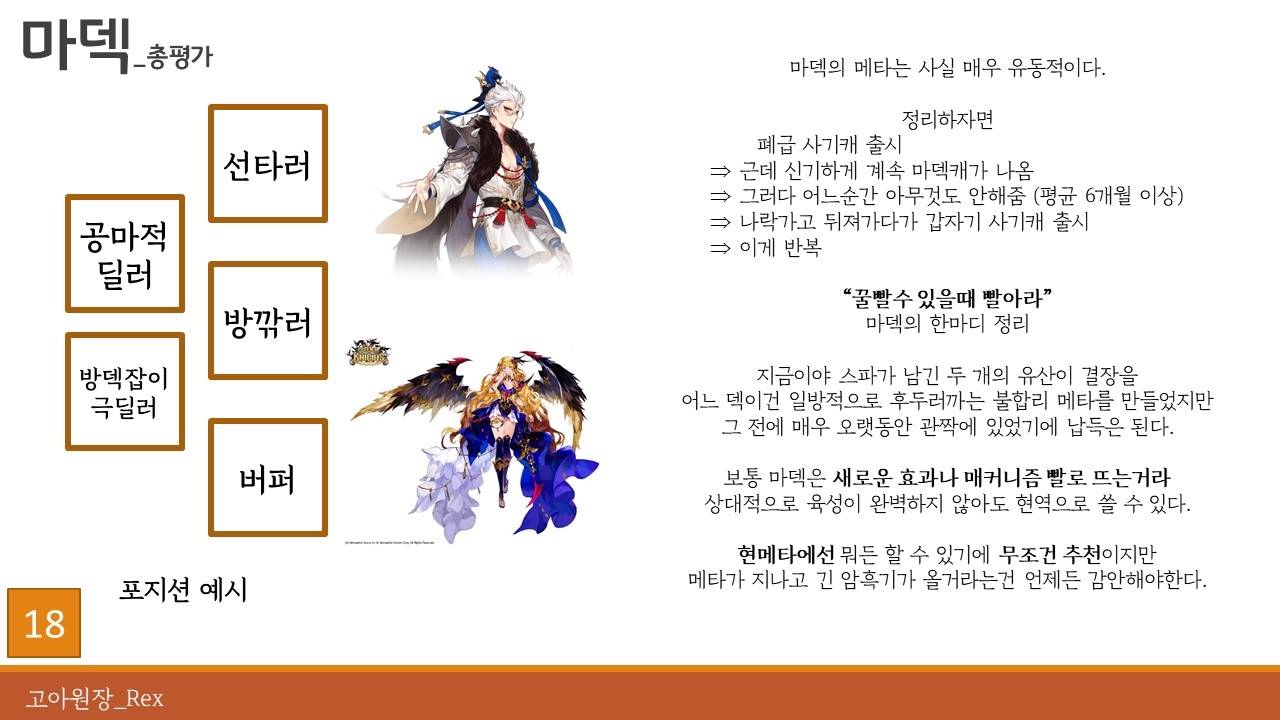 마덱_총평가
선타러
공마적
딜러
방깎러
방덱잡이
극딜러
버퍼
포지션 예시
마덱의 메타는 사실 매우 유동적이다.
정리하자면
폐급 사기캐 출시
⇒ 근데 신기하게 계속 마덱캐가 나옴
⇒ 그러다 어느순간 아무것도 안해줌 (평균 6개월 이상)
⇒ 나락가고 뒤져가다가 갑자기 사기캐 출시
⇒ 이게 반복
“꿀빨수 있을때 빨아라”
마덱의 한마디 정리
지금이야 스파가 남긴 두 개의 유산이 결장을
어느 덱이건 일방적으로 후두러까는 불합리 메타를 만들었지만
그 전에 매우 오랫동안 관짝에 있었기에 납득은 된다.
보통 마덱은 새로운 효과나 매커니즘 빨로 뜨는거라
상대적으로 육성이 완벽하지 않아도 현역으로 쓸 수 있다.
현메타에선 뭐든 할 수 있기에 무조건 추천이지만
메타가 지나고 긴 암흑기가 올거라는건 언제든 감안해야한다.
18
고아원장_Rex